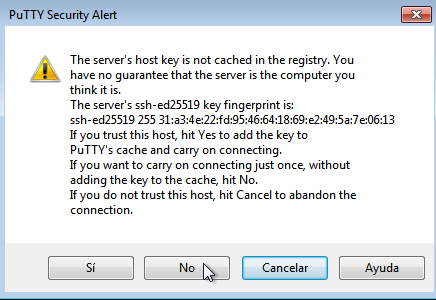 PuTTY Security Alert
The server's host key is not cached in the registry. You
have no guarantee that the server is the computer you
think it is.
The server's ssh-ed25519 key fingerprint is:
ssh-ed25519 255 31:a3:4e:22:fd:95:46:64:18:69:e2:49:5a:7e:06:13
If you trust this host, hit Yes to add the key to
PuTTY's cache and carry on connecting.
If you want to carry on connecting just once, without
adding the key to the cache, hit No.
If you do not trust this host, hit Cancel to abandon the
connection.
Sí No Cancelar Ayuda